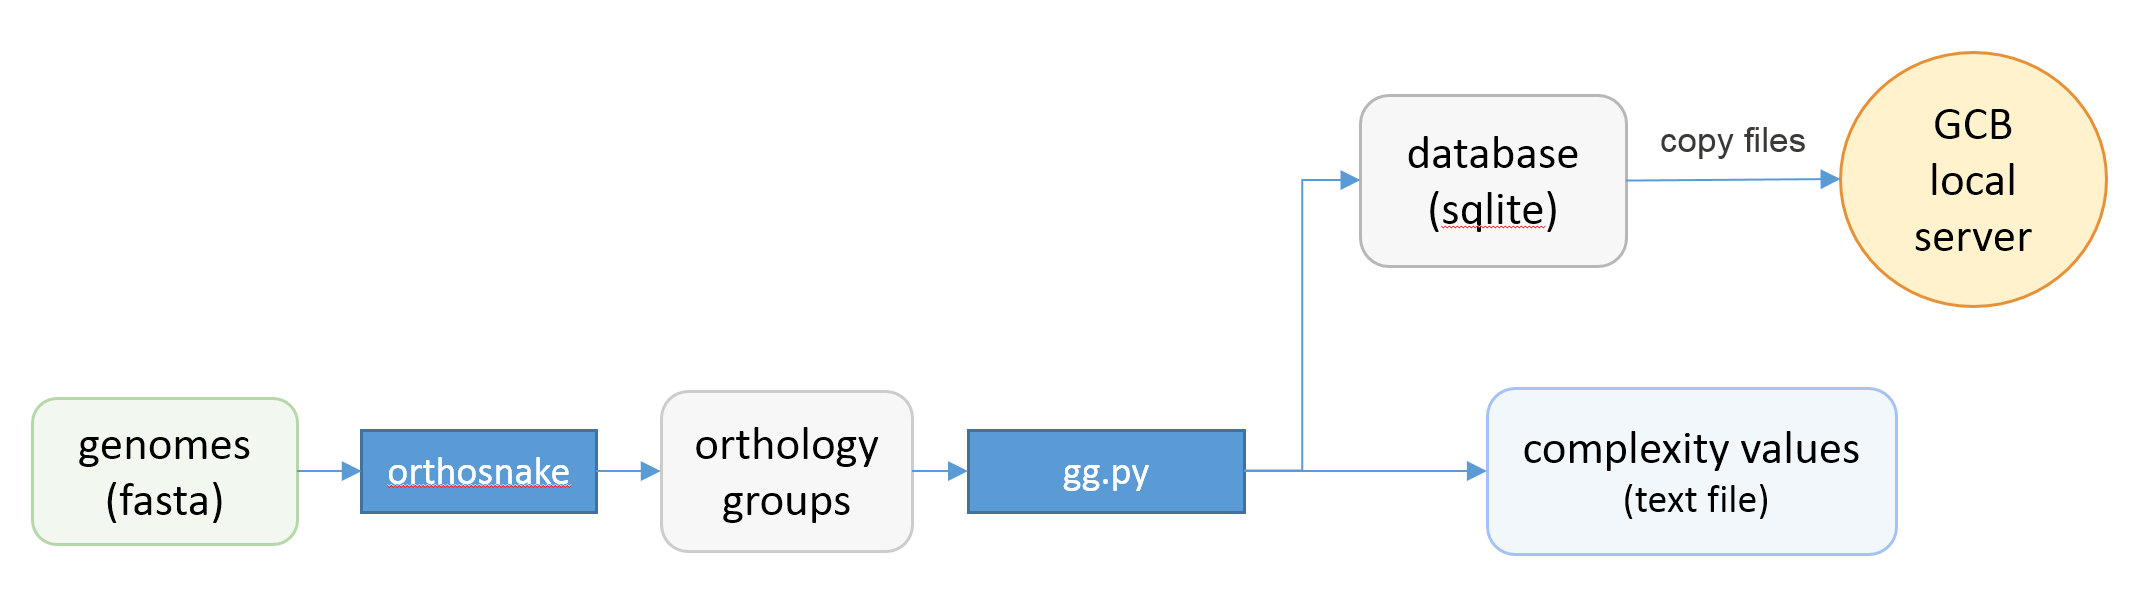 genomes
(fasta)
orthosnake
orthology
groups
gg.py
database
(sqlite)
copy files
GCB
local
server
complexity values
(text file)